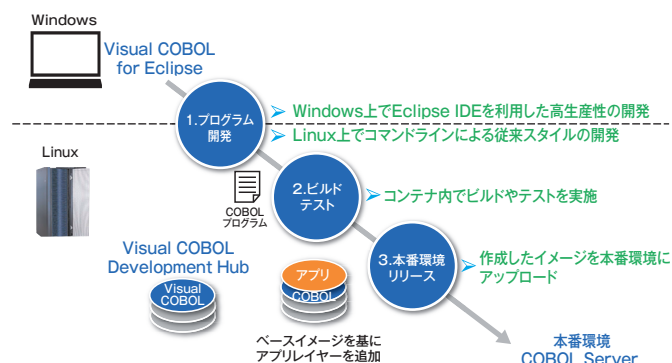 Windows
Visual COBOL
for Eclipse
1.プログラム
開発
Windows上でEclipse IDEを利用した高生産性の開発
Linux上でコマンドラインによる従来スタイルの開発
Linux
COBOL
プログラム
2.ビルド
テスト
コンテナ内でビルドやテストを実施
Visual COBOL
Development Hub
Visual
COBOL
アプリ
COBOL
3.本番環境
リリース
作成したイメージを本番環境に
アップロード
ベースイメージを基に
アプリレイヤーを追加
本番環境
COBOL Server